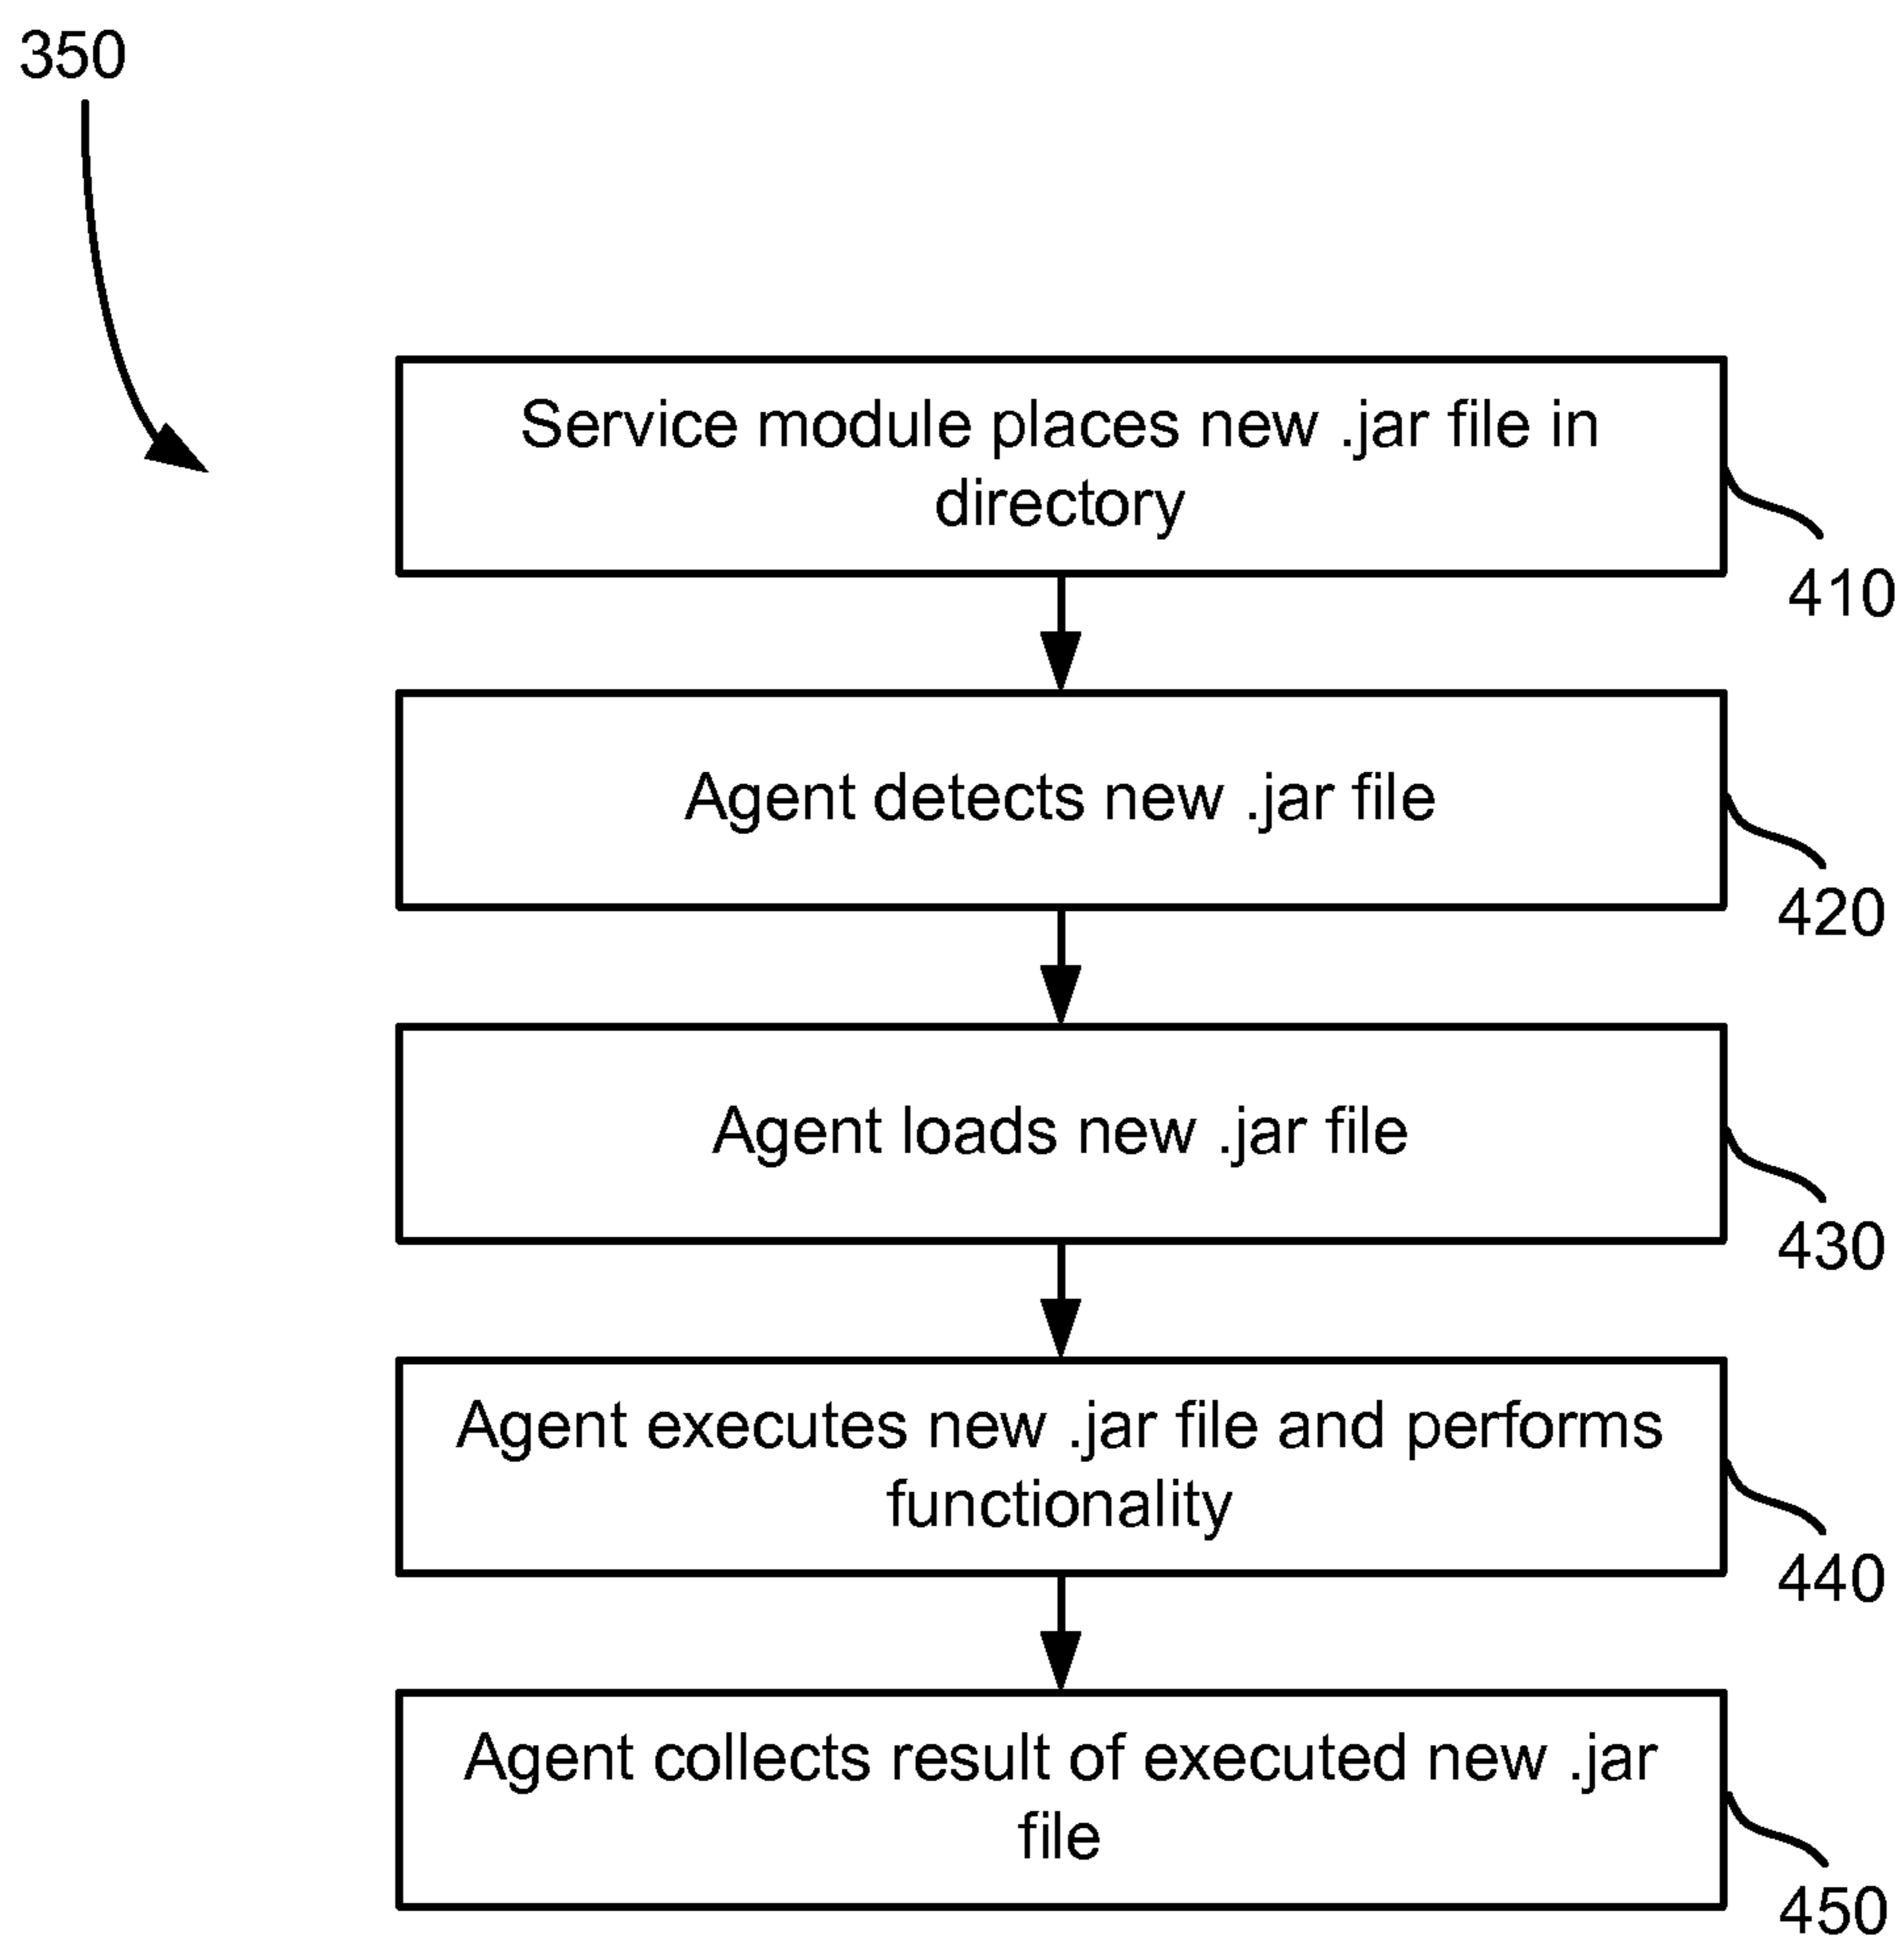 350
Service module places new .jar file in
directory
410
Agent detects new .jar file
420
Agent loads new .jar file
430
Agent executes new .jar file and performs
functionality
440
Agent collects result of executed new .jar
file
450